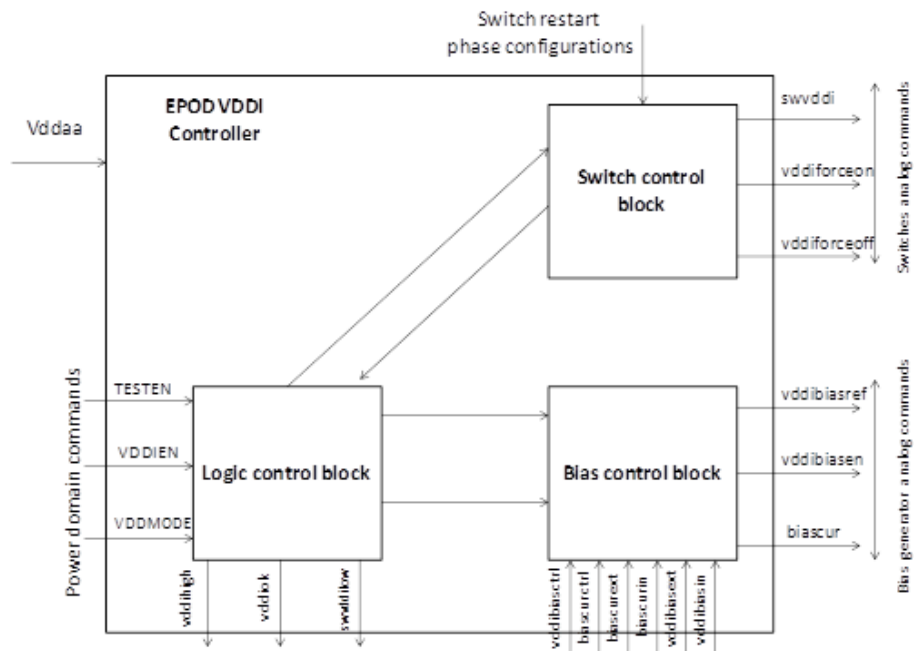 Switch restart
phase configurations
EPOD VDDI
Controller
Vddaa
Switch control
block
swvddi
vddiforceon
vddiforceoff
Switches analog commands
Power domain commands
TESTEN
VDDIEN
VDDMODE
Logic control block
Bias control block
vddibiasref
vddibiasen
biascur
Bias generator analog commands
vddihigh
vddiok
swvddilow
vddibiasctrl
biascurctrl
biascurext
biascurin
vddibiasext
vddibiasin